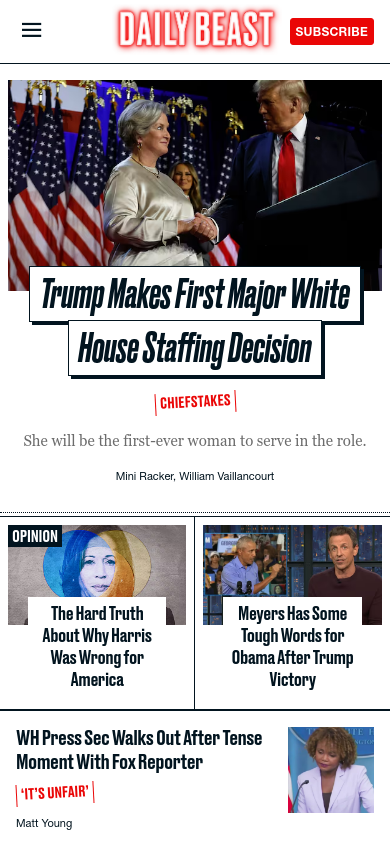 DAILY BEAST
SUBSCRIBE
Trump Makes First Major White
House Staffing Decision
CHIEFSTAKES
She will be the first-ever woman to serve in the role.
Mini Racker, William Vaillancourt
OPINION
The Hard Truth
About Why Harris
Was Wrong for
America
Meyers Has Some
Tough Words for
Obama After Trump
Victory
WH Press Sec Walks Out After Tense
Moment With Fox Reporter
‘IT’S UNFAIR’
Matt Young